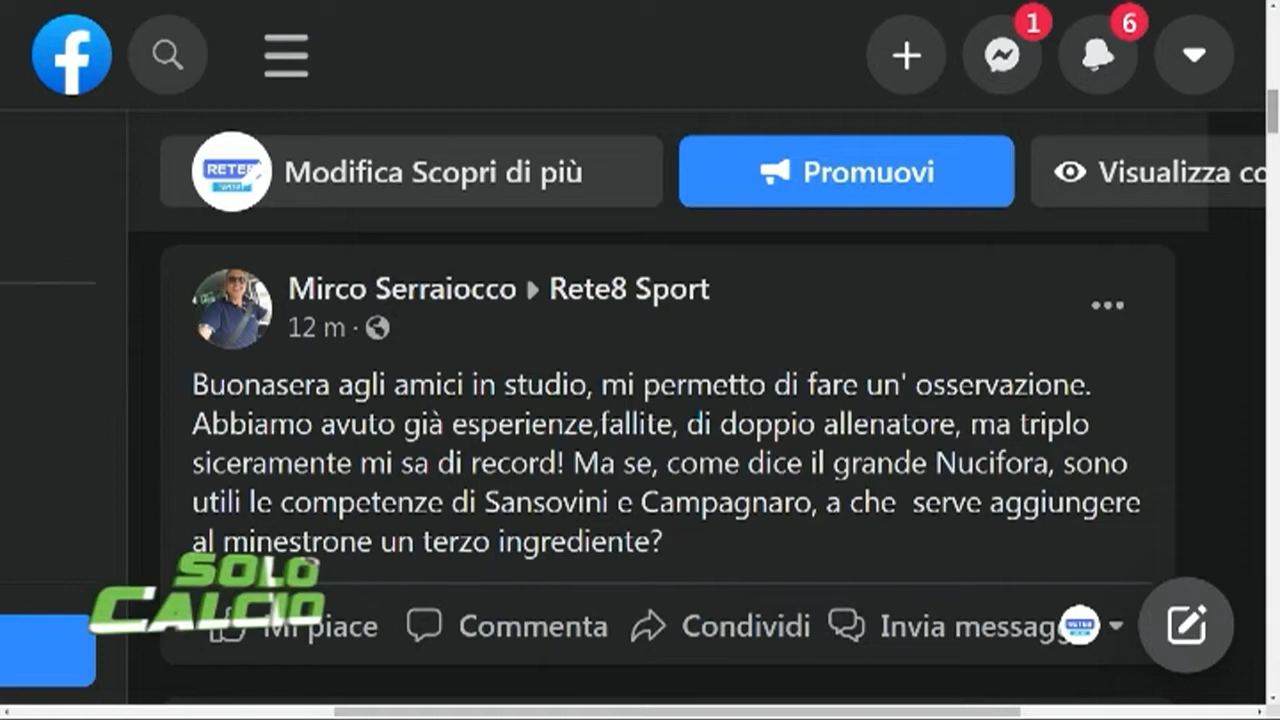 1
6
RETE8
SPORT
Modifica Scopri di più
Promuovi
Visualizza co
Mirco Serraiocco ▸ Rete8 Sport
12 m ·
Buonasera agli amici in studio, mi permetto di fare un' osservazione.
Abbiamo avuto già esperienze,fallite, di doppio allenatore, ma triplo
siceramente mi sa di record! Ma se, come dice il grande Nucifora, sono
utili le competenze di Sansovini e Campagnaro, a che  serve aggiungere
al minestrone un terzo ingrediente?
SOLO
CALCIO
Mi piace
Commenta
Condividi
Invia messagg
RETE8